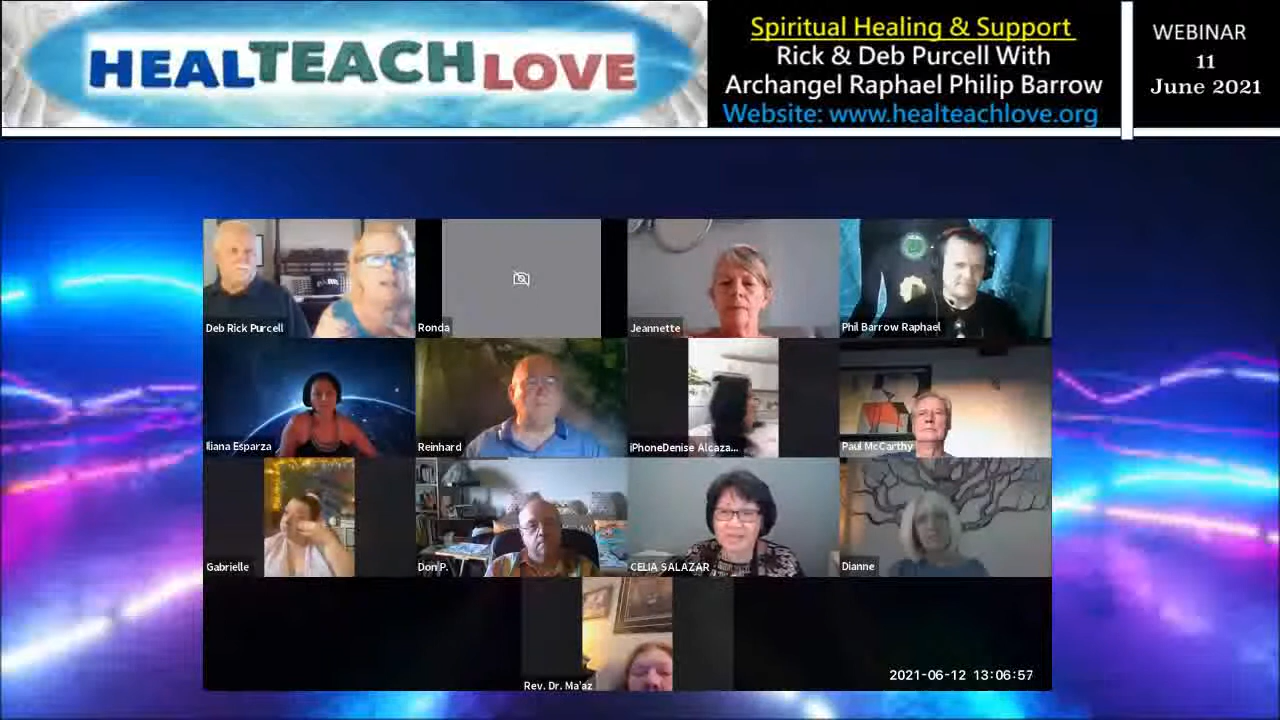 HEALTEACHLOVE
Spiritual Healing & Support
Rick & Deb Purcell With
Archangel Raphael Philip Barrow
Website: www.healteachlove.org
WEBINAR
11
June 2021
Deb Rick Purcell
Ronda
Jeannette
Phil Barrow Raphael
Iliana Esparza
Reinhard
iPhoneDenise Alcaza...
Paul McCarthy
Gabrielle
Don P.
CELIA SALAZAR
Dianne
Rev. Dr. Ma'az
2021-06-12 13:06:57